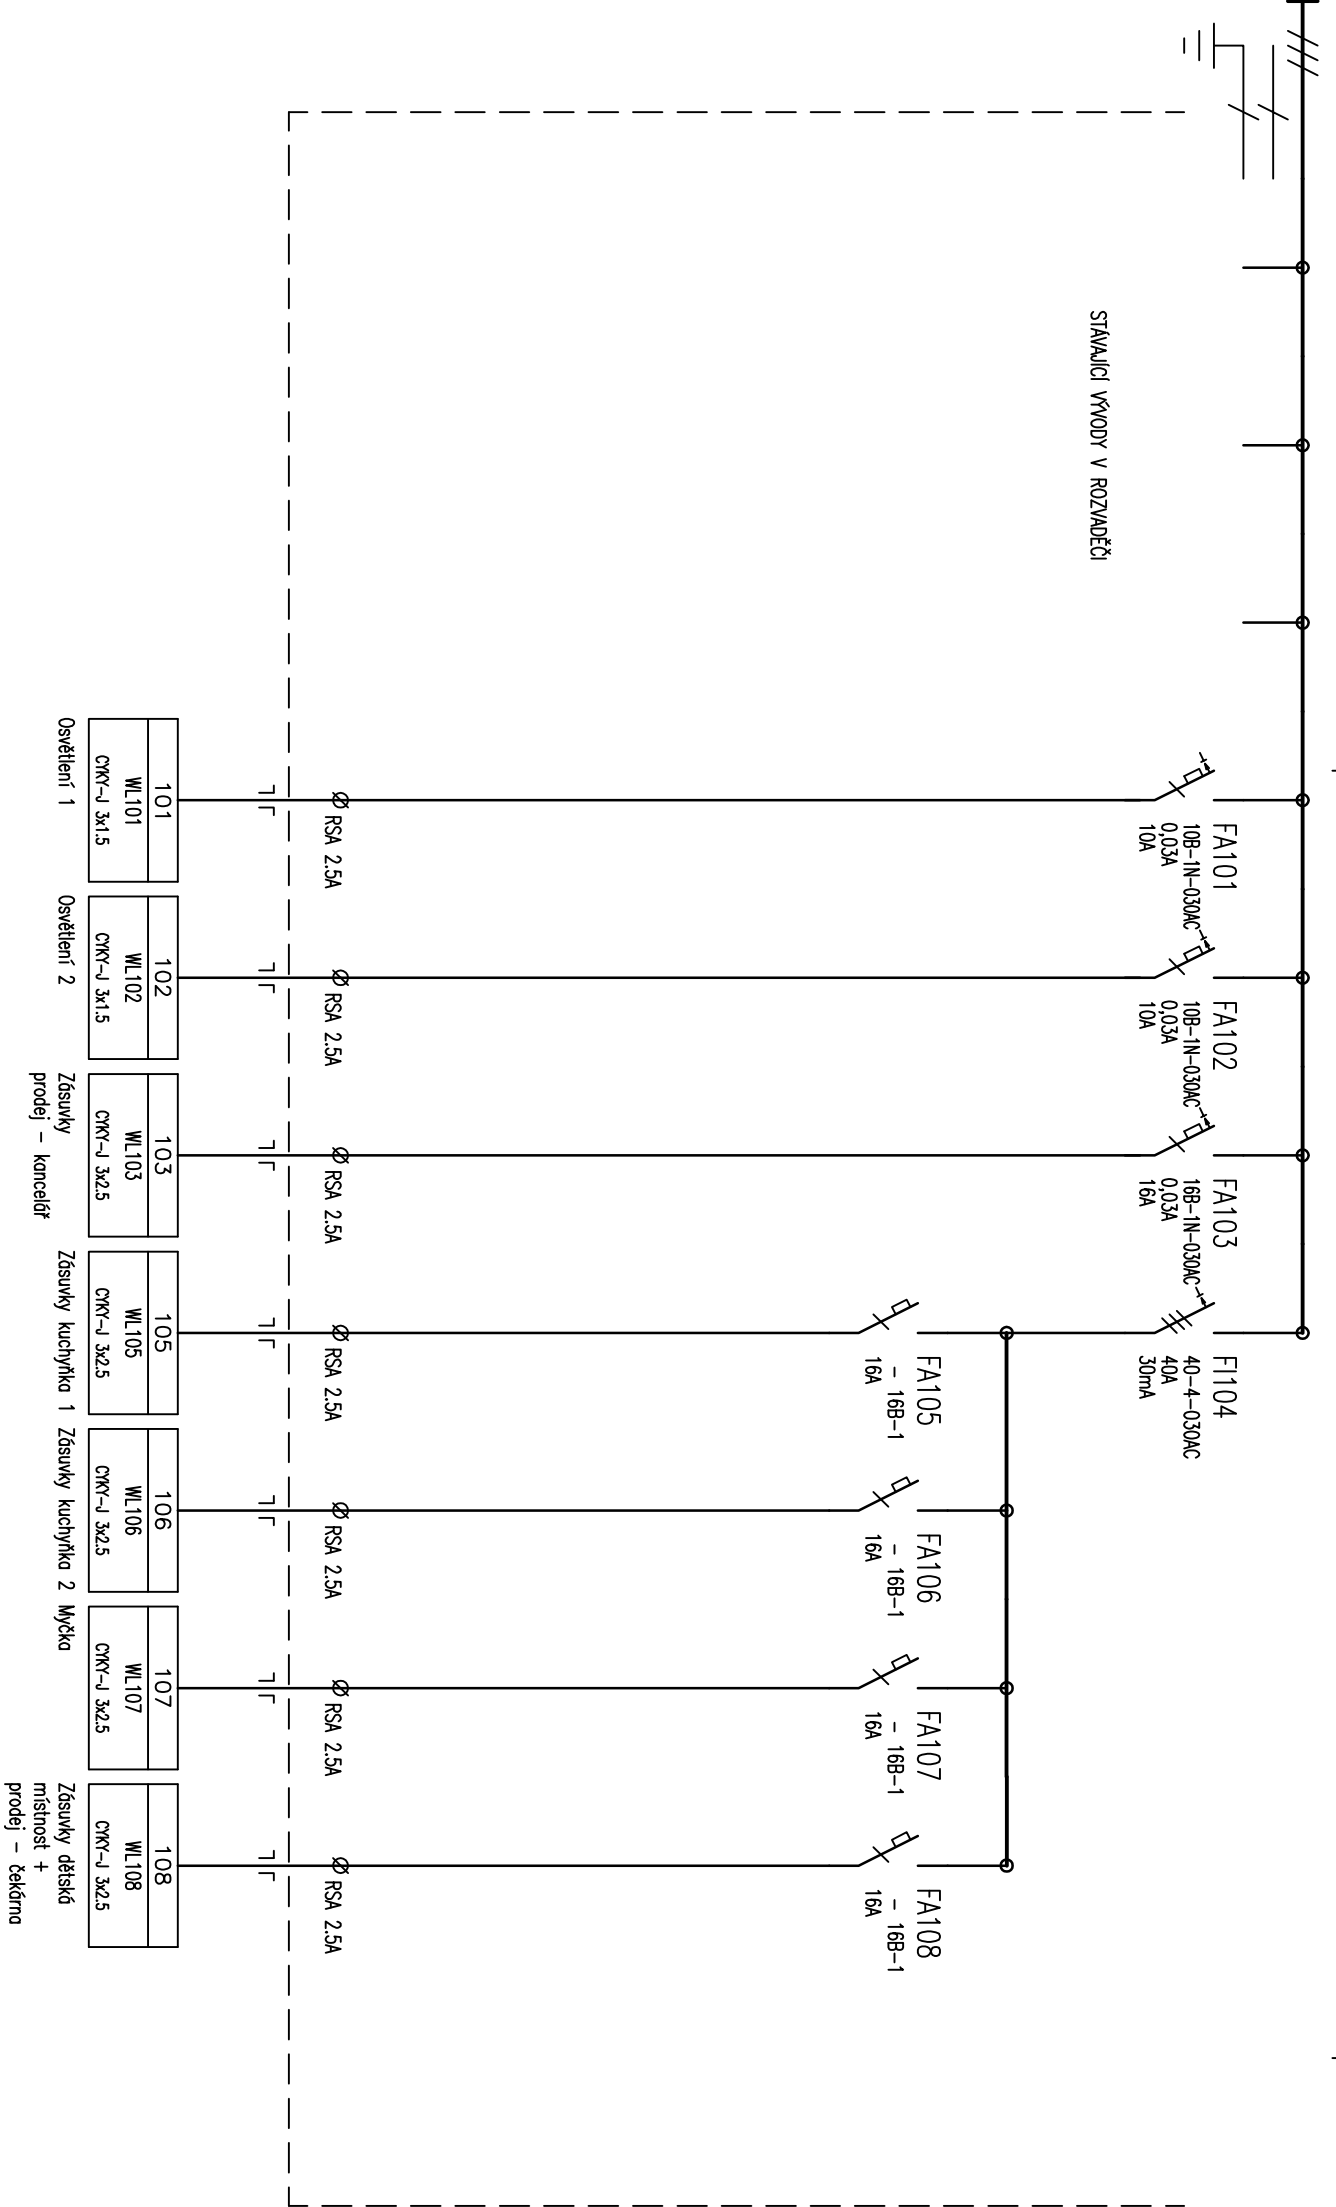 STÁVAJÍCÍ VÝVODY V ROZVADĚČI
FA101
10B-1N-030AC
0,03A
10A
FA102
10B-1N-030AC
0,03A
10A
FA103
16B-1N-030AC
0,03A
16A
FI104
40-4-030AC
40A
30mA
FA105
- 16B-1
16A
FA106
- 16B-1
16A
FA107
- 16B-1
16A
FA108
- 16B-1
16A
RSA 2.5A
RSA 2.5A
RSA 2.5A
RSA 2.5A
RSA 2.5A
RSA 2.5A
RSA 2.5A
101
WL101
CYKY-J 3x1.5
Osvětlení 1
102
WL102
CYKY-J 3x1.5
Osvětlení 2
103
WL103
CYKY-J 3x2.5
Zásuvky
prodej - kancelář
105
WL105
CYKY-J 3x2.5
Zásuvky kuchyňka 1
106
WL106
CYKY-J 3x2.5
Zásuvky kuchyňka 2
107
WL107
CYKY-J 3x2.5
Myčka
108
WL108
CYKY-J 3x2.5
Zásuvky dětská
místnost +
prodej - čekárna